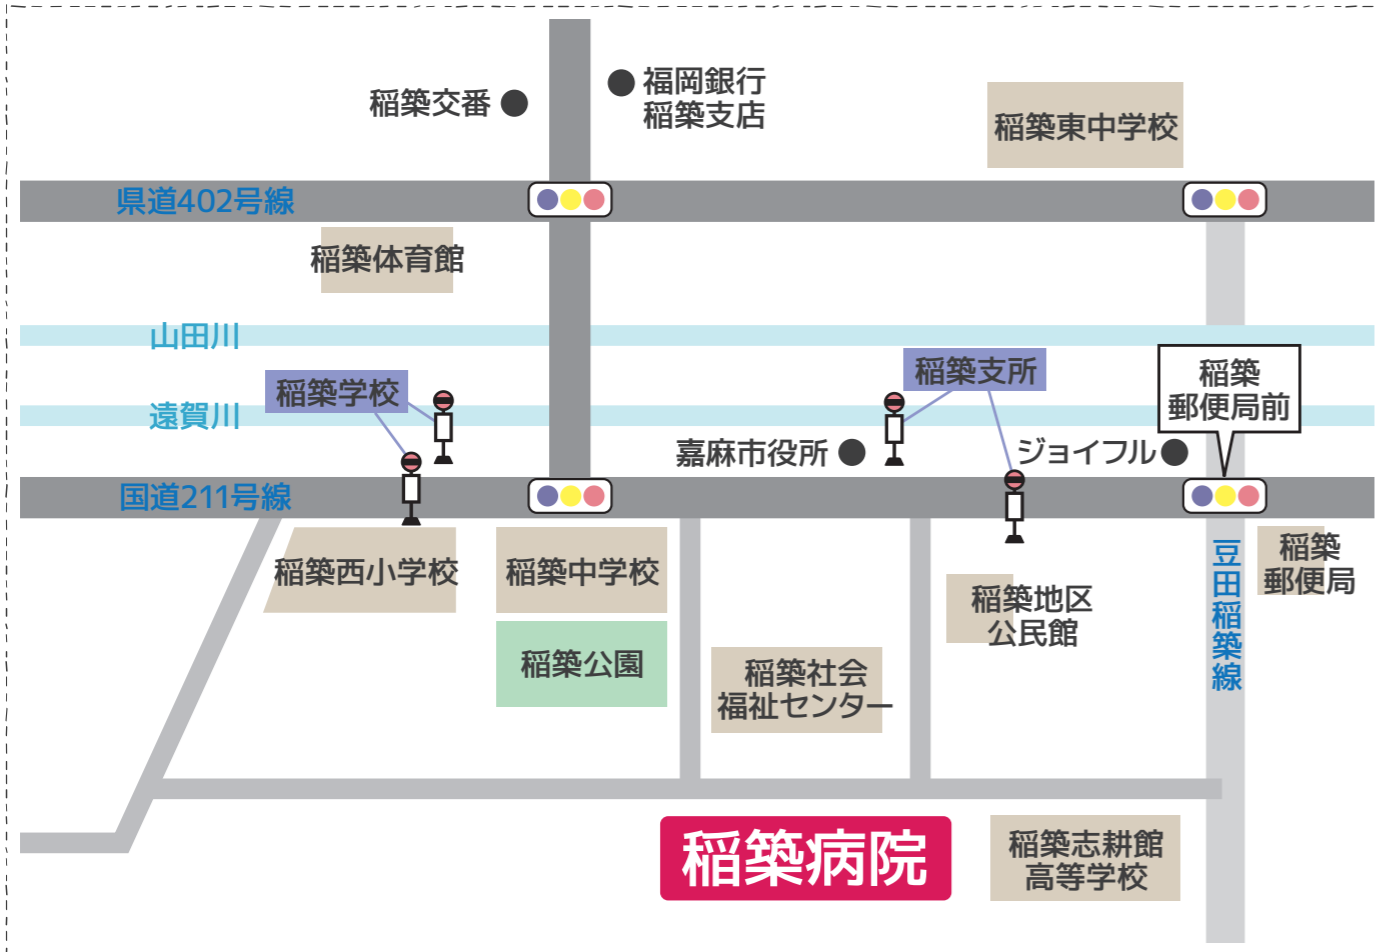 稲築交番
福岡銀行
稲築支店
稲築東中学校
県道402号線
稲築体育館
山田川
稲築学校
遠賀川
稲築支所
稲築
郵便局前
嘉麻市役所
ジョイフル
国道211号線
稲築西小学校
稲築中学校
稲築公園
稲築社会
福祉センター
稲築地区
公民館
豆田稲築線
稲築
郵便局
稲築病院
稲築志耕館
高等学校